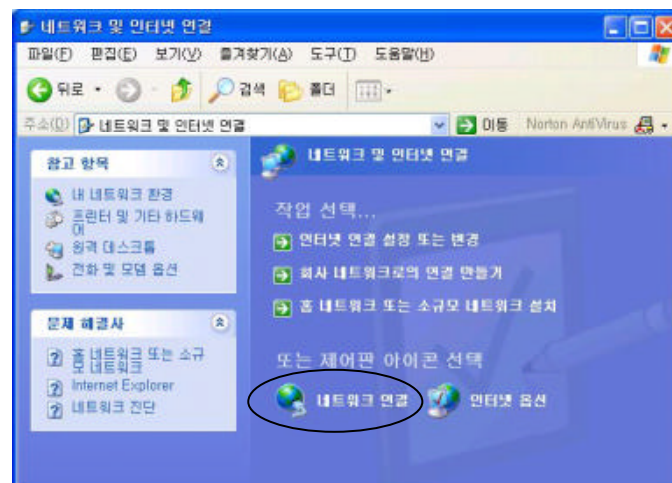 네트워크 및 인터넷 연결
파일(F) 편집(E) 보기(V) 즐겨찾기(A) 도구(T) 도움말(H)
뒤로 검색 폴더
주소(D) 네트워크 및 인터넷 연결 이동 Norton AntiVirus
참고 항목
내 네트워크 환경
프린터 및 기타 하드웨
어
원격 데스크톱
전화 및 모뎀 옵션
문제 해결사
홈 네트워크 또는 소규
모 네트워크
Internet Explorer
네트워크 진단
네트워크 및 인터넷 연결
작업 선택...
인터넷 연결 설정 또는 변경
회사 네트워크로의 연결 만들기
홈 네트워크 또는 소규모 네트워크 설치
또는 제어판 아이콘 선택
네트워크 연결 인터넷 옵션